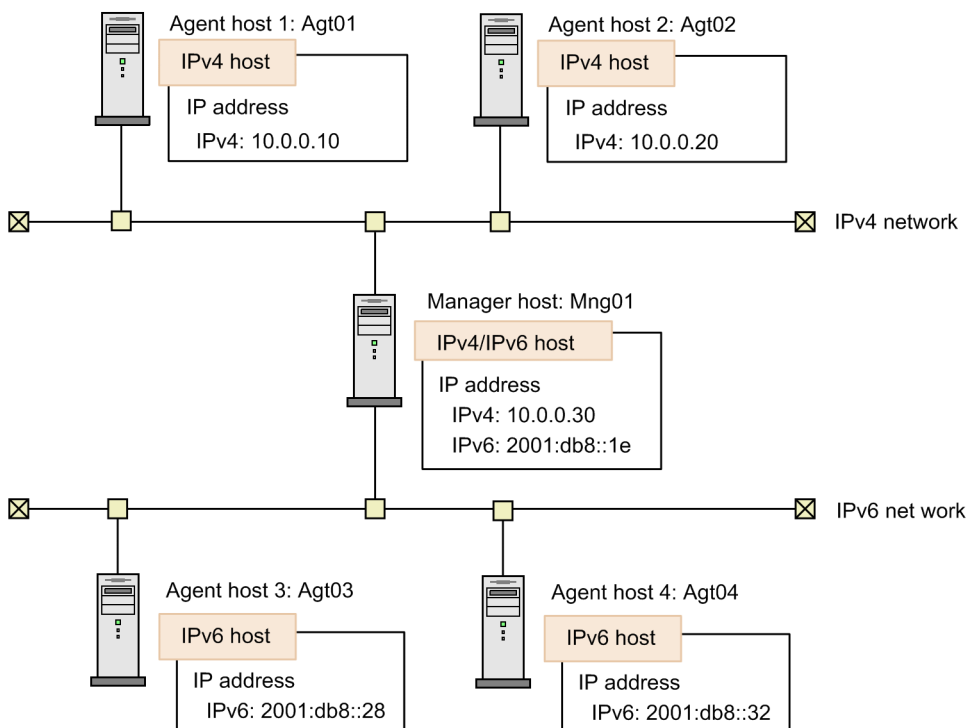 Agent host 1: Agt01
IPv4 host
IP address
IPv4: 10.0.0.10
Agent host 2: Agt02
IPv4 host
IP address
IPv4: 10.0.0.20
IPv4 network
Manager host: Mng01
IPv4/IPv6 host
IP address
IPv4: 10.0.0.30
IPv6: 2001:db8::1e
IPv6 net work
Agent host 3: Agt03
IPv6 host
IP address
IPv6: 2001:db8::28
Agent host 4: Agt04
IPv6 host
IP address
IPv6: 2001:db8::32